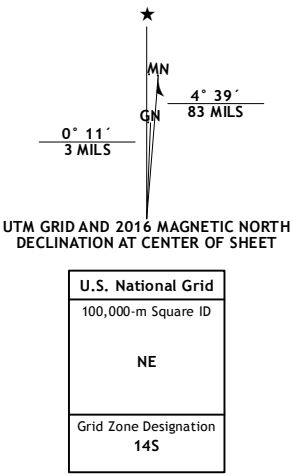 ★
MN
GN
4° 39´
83 MILS
0° 11´
3 MILS
UTM GRID AND 2016 MAGNETIC NORTH
DECLINATION AT CENTER OF SHEET
U.S. National Grid
100,000-m Square ID
NE
Grid Zone Designation
14S